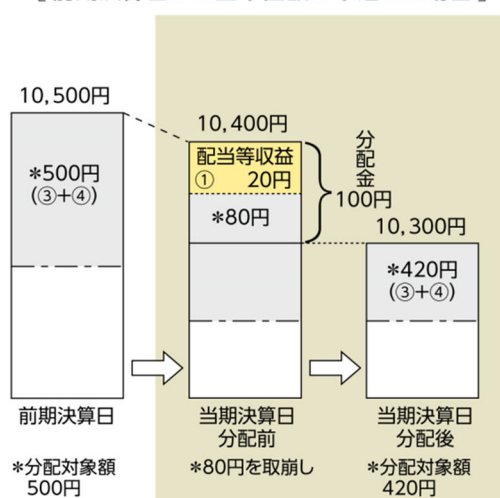 10,500円
*500円
(③+④)
前期決算日
*分配対象額
500円
10,400円
配当等収益
① 20円
*80円
分配金
100円
当期決算日
分配前
*80円を取崩し
10,300円
*420円
(③+④)
当期決算日
分配後
*分配対象額
420円